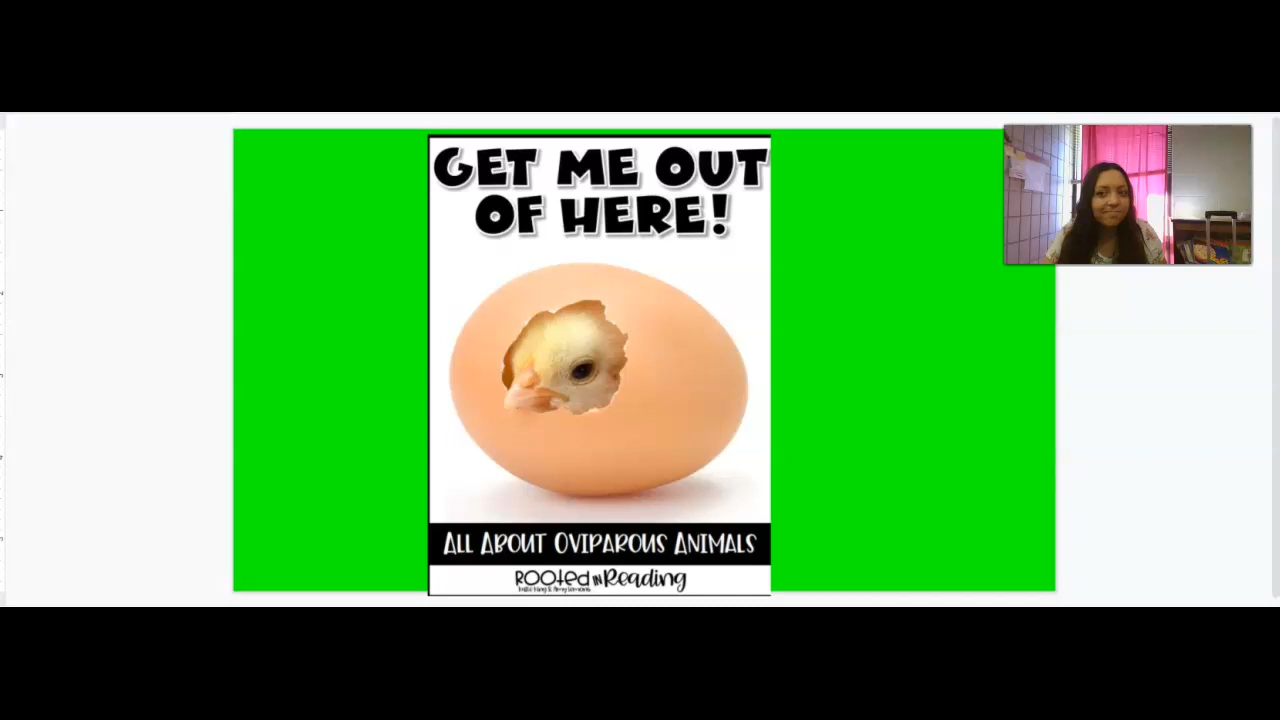 GET ME OUT
OF HERE!
ALL ABOUT OVIPAROUS ANIMALS
ROOted IN Reading